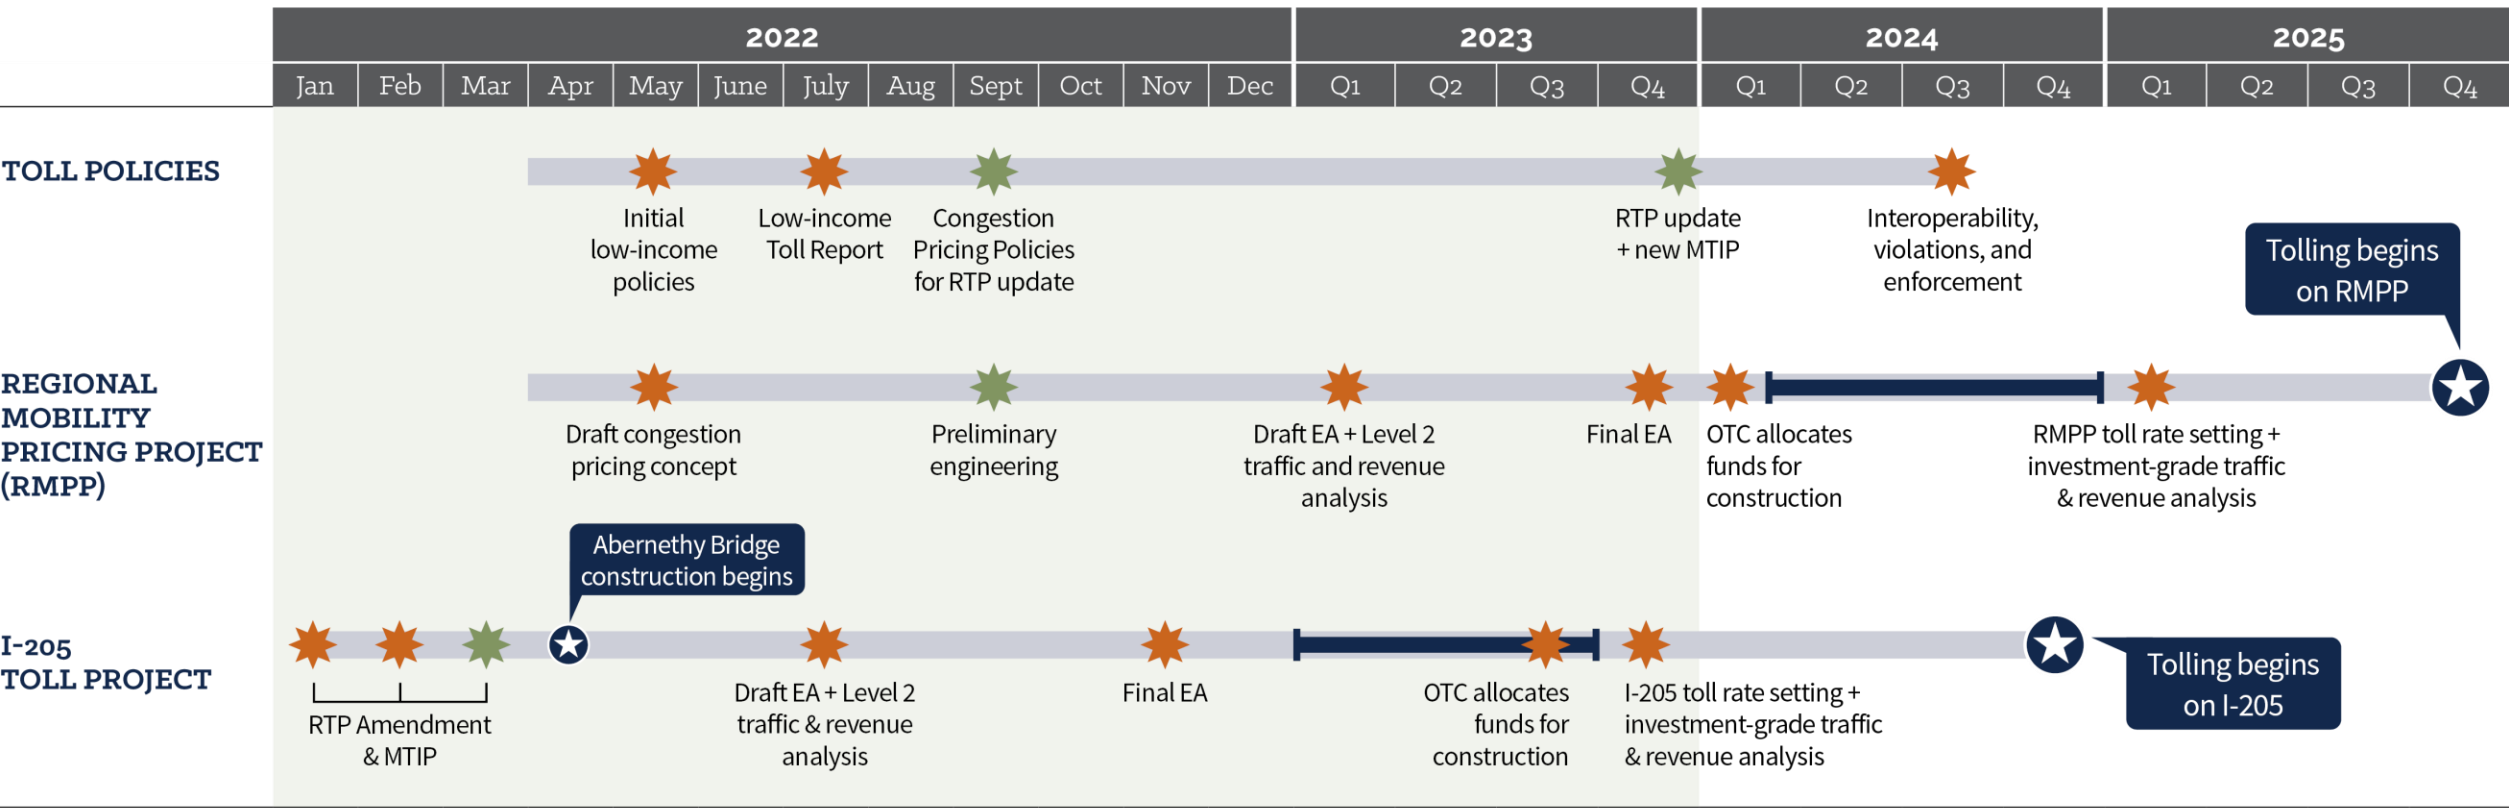 2022 2023 2024 2025
Jan Feb Mar Apr May June July Aug Sept Oct Nov Dec Q1 Q2 Q3 Q4 Q1 Q2 Q3 Q4 Q1 Q2 Q3 Q4
TOLL POLICIES
Initial
low-income
policies
Low-income
Toll Report
Congestion
Pricing Policies
for RTP update
RTP update
+ new MTIP
Interoperability,
violations, and
enforcement
Tolling begins
on RMPP
REGIONAL
MOBILITY
PRICING PROJECT
(RMPP)
Draft congestion
pricing concept
Preliminary
engineering
Draft EA + Level 2
traffic and revenue
analysis
Final EA
OTC allocates
funds for
construction
RMPP toll rate setting +
investment-grade traffic
& revenue analysis
Abernethy Bridge
construction begins
I-205
TOLL PROJECT
RTP Amendment
& MTIP
Draft EA + Level 2
traffic & revenue
analysis
Final EA
OTC allocates
funds for
construction
I-205 toll rate setting +
investment-grade traffic
& revenue analysis
Tolling begins
on I-205